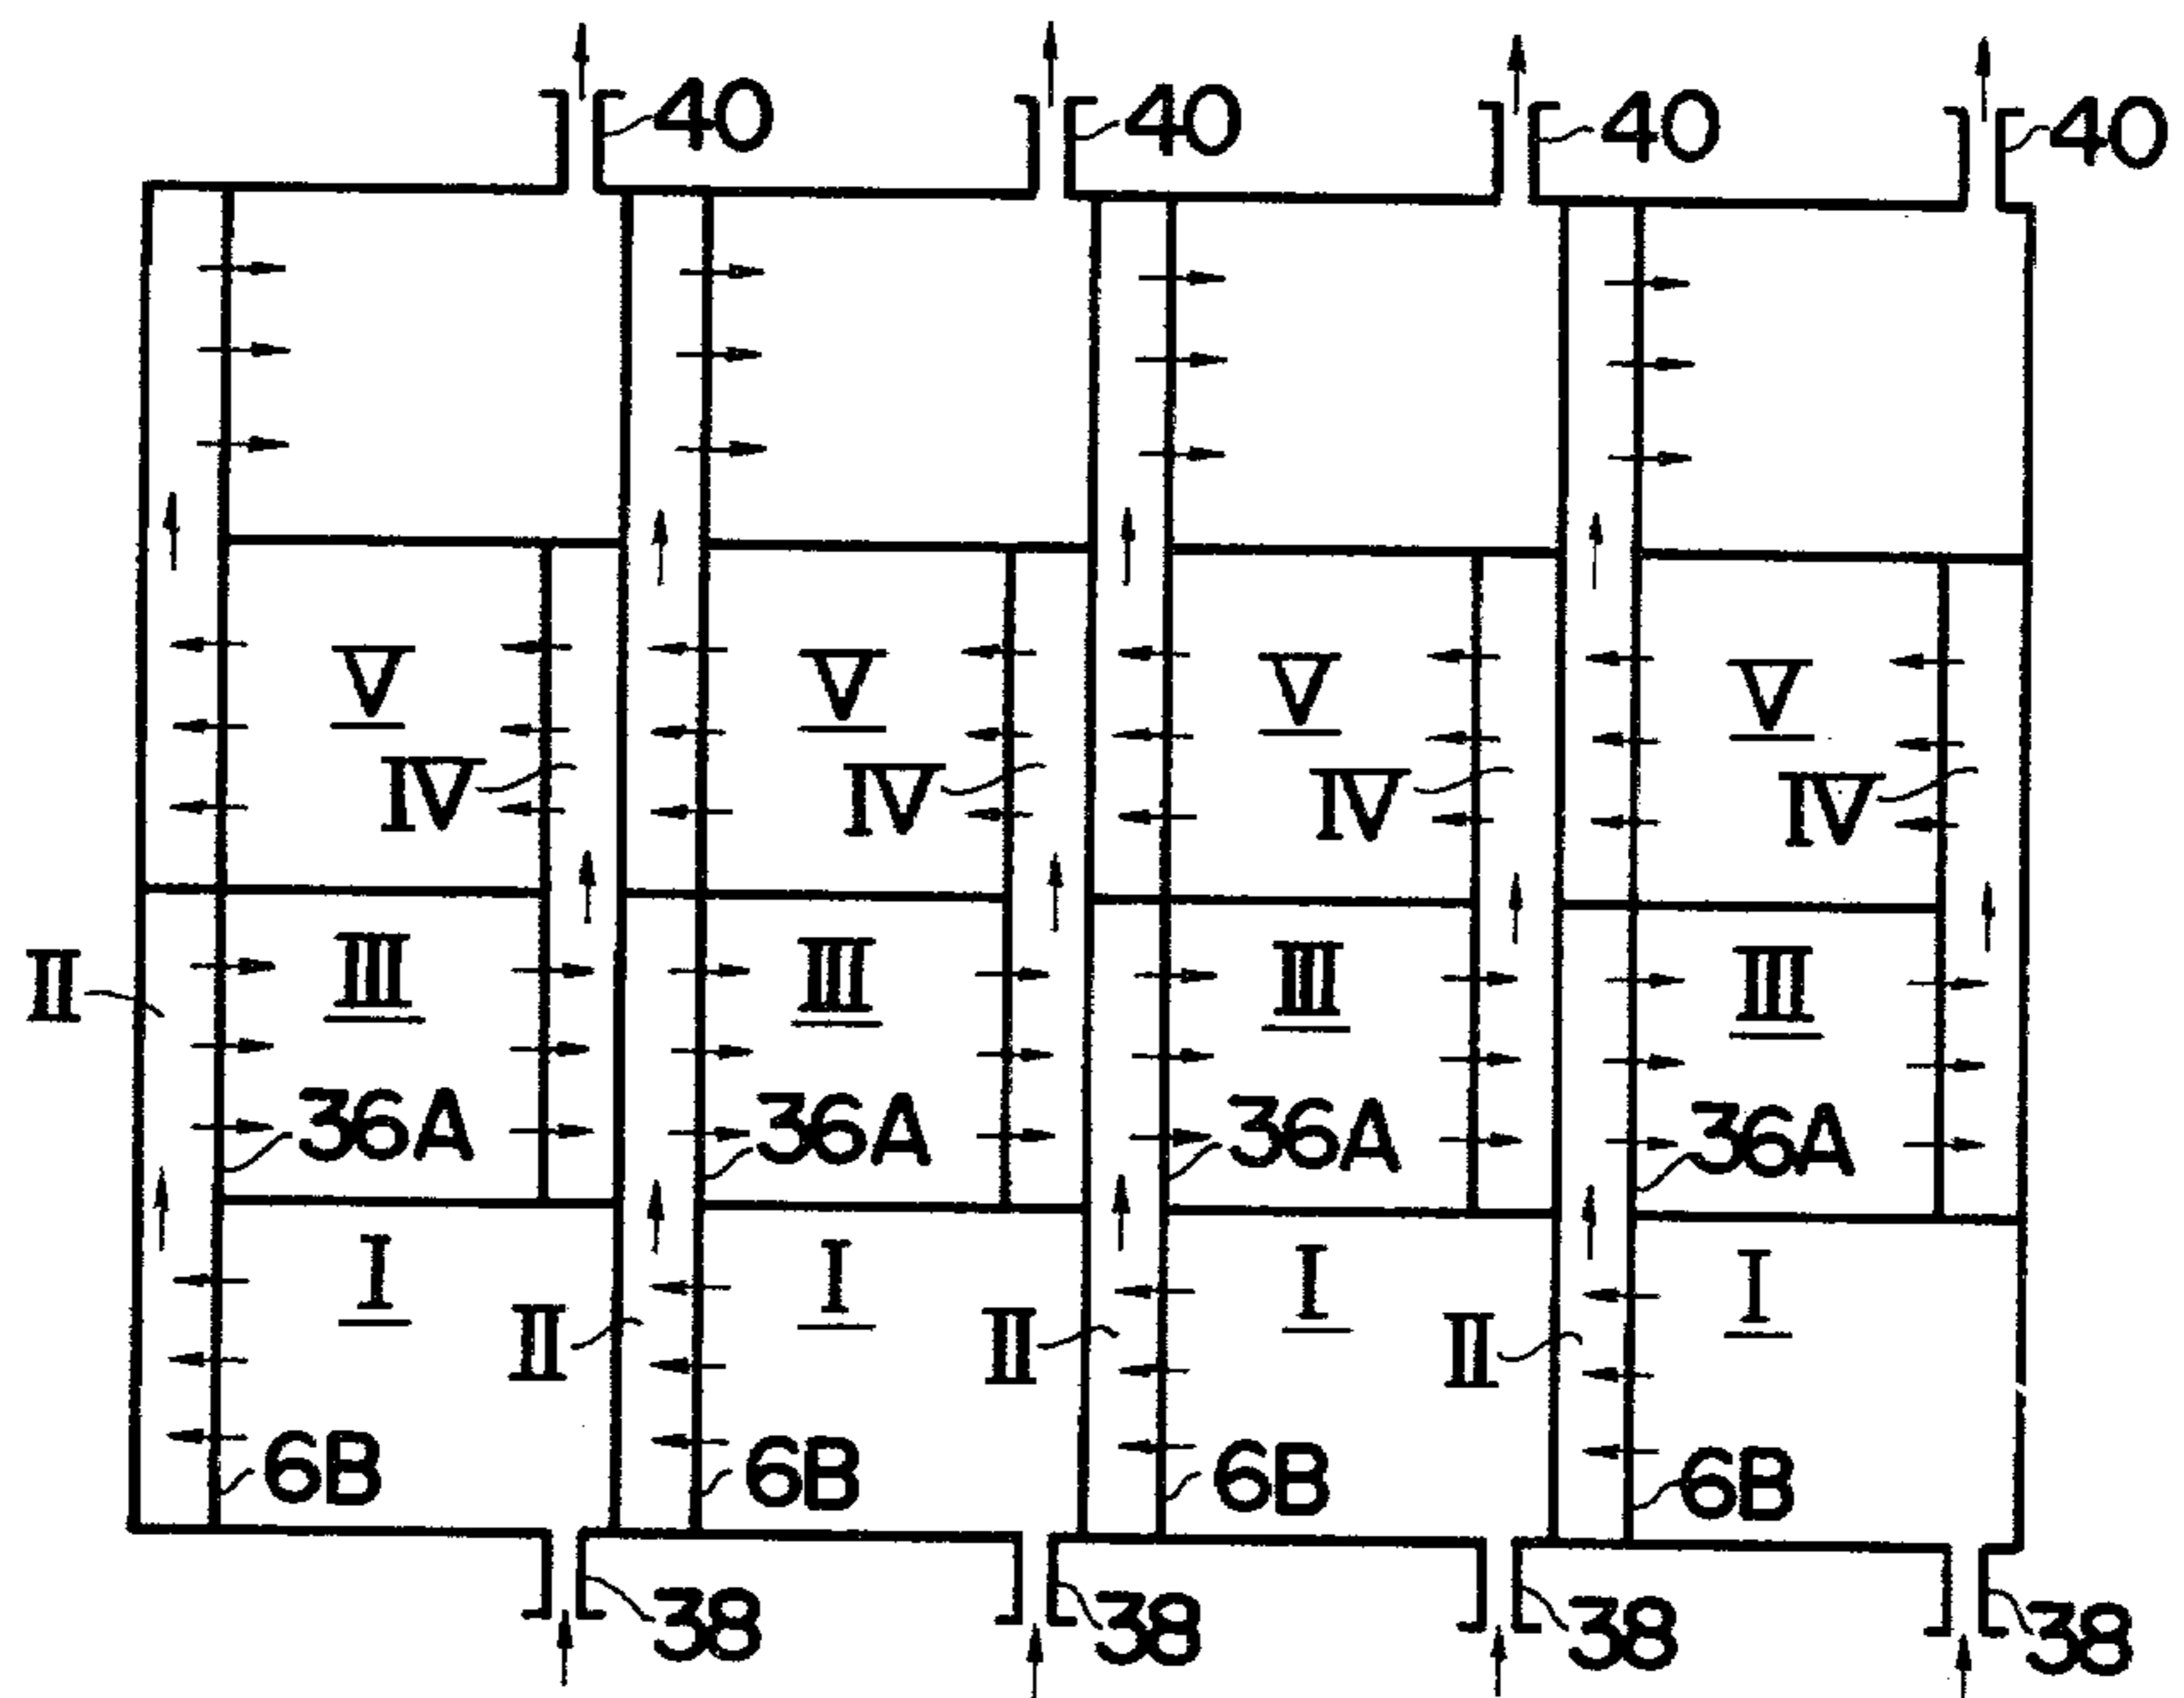 40 40 40 40
V V V V
IV IV IV IV
II III III III III
36A 36A 36A 36A
I I I I
II II II
6B 6B 6B 6B
38 38 38 38